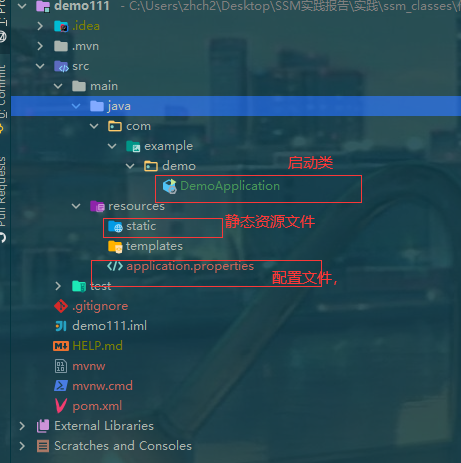 demo111 - C:\Users\zhch2\Desktop\SSM实践报告\实践\ssm_classes\
.idea
.mvn
src
main
java
com
example
demo
启动类
DemoApplication
resources
static 静态资源文件
templates
application.properties
配置文件,
test
.gitignore
demo111.iml
HELP.md
mvnw
mvnw.cmd
pom.xml
External Libraries
Scratches and Consoles
Commit
Pull Requests